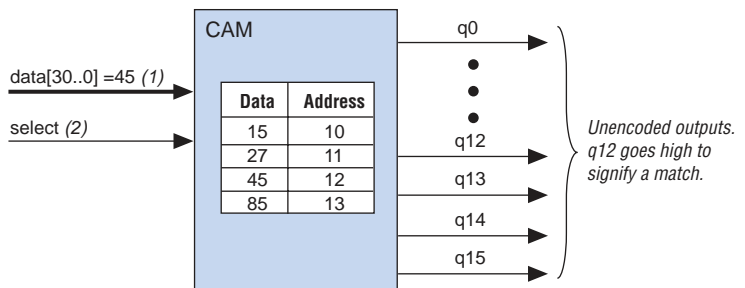 CAM
data[30..0] =45 (1)
select (2)
Data Address
15 10
27 11
45 12
85 13
q0
q12
q13
q14
q15
Unencoded outputs.
q12 goes high to
signify a match.